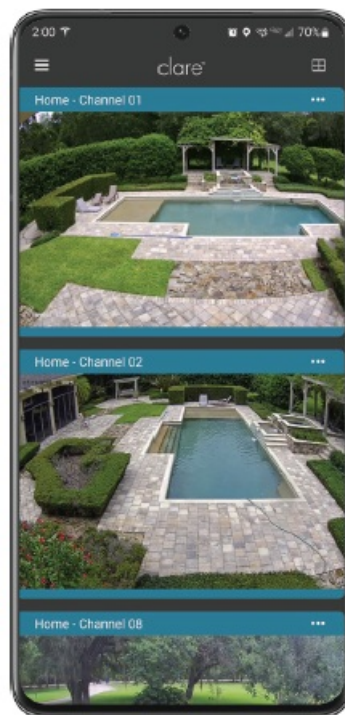 2:00
70%
clare
Home - Channel 01
Home - Channel 02
Home - Channel 08